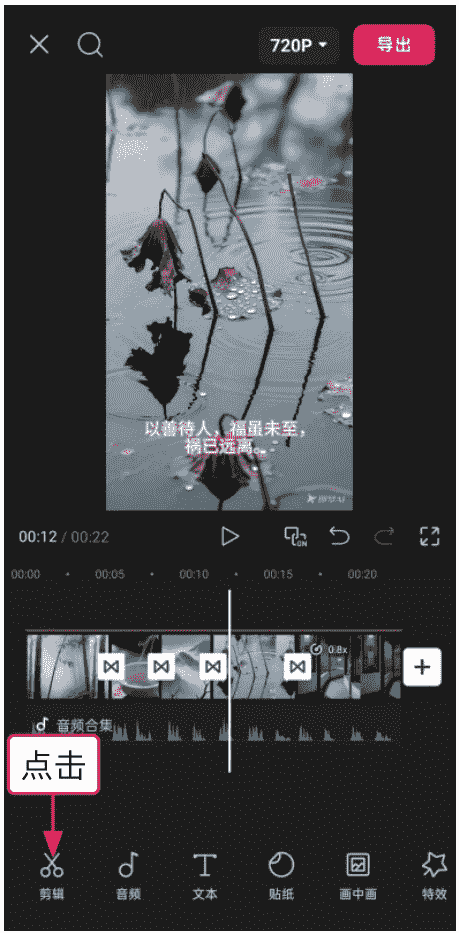 720P
导出
以善待人，福虽未至，
祸已远离。
00:12 / 00:22
ON
00:00
00:05
00:10
00:15
00:20
0.8x
音频合集
点击
剪辑
音频
文本
贴纸
画中画
特效